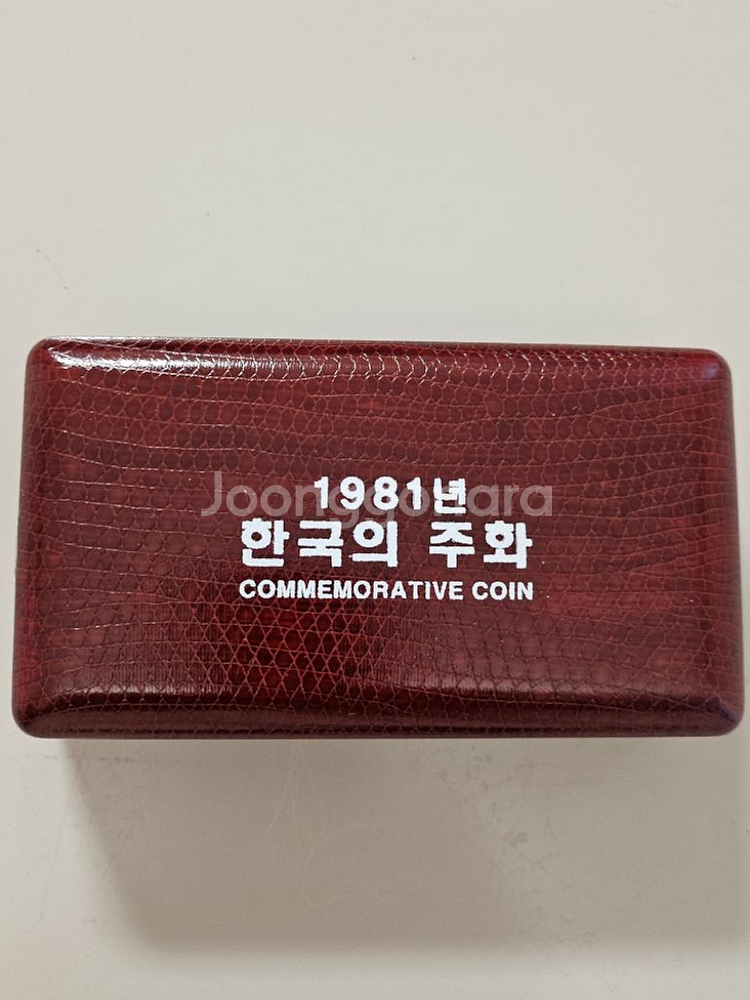 1981년
한국의 주화
COMMEMORATIVE COIN
Joonggonara